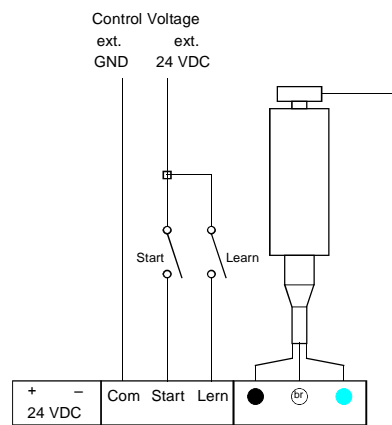 Control Voltage
ext. ext.
GND 24 VDC
Start Learn
+ – Com Start Lern br
24 VDC